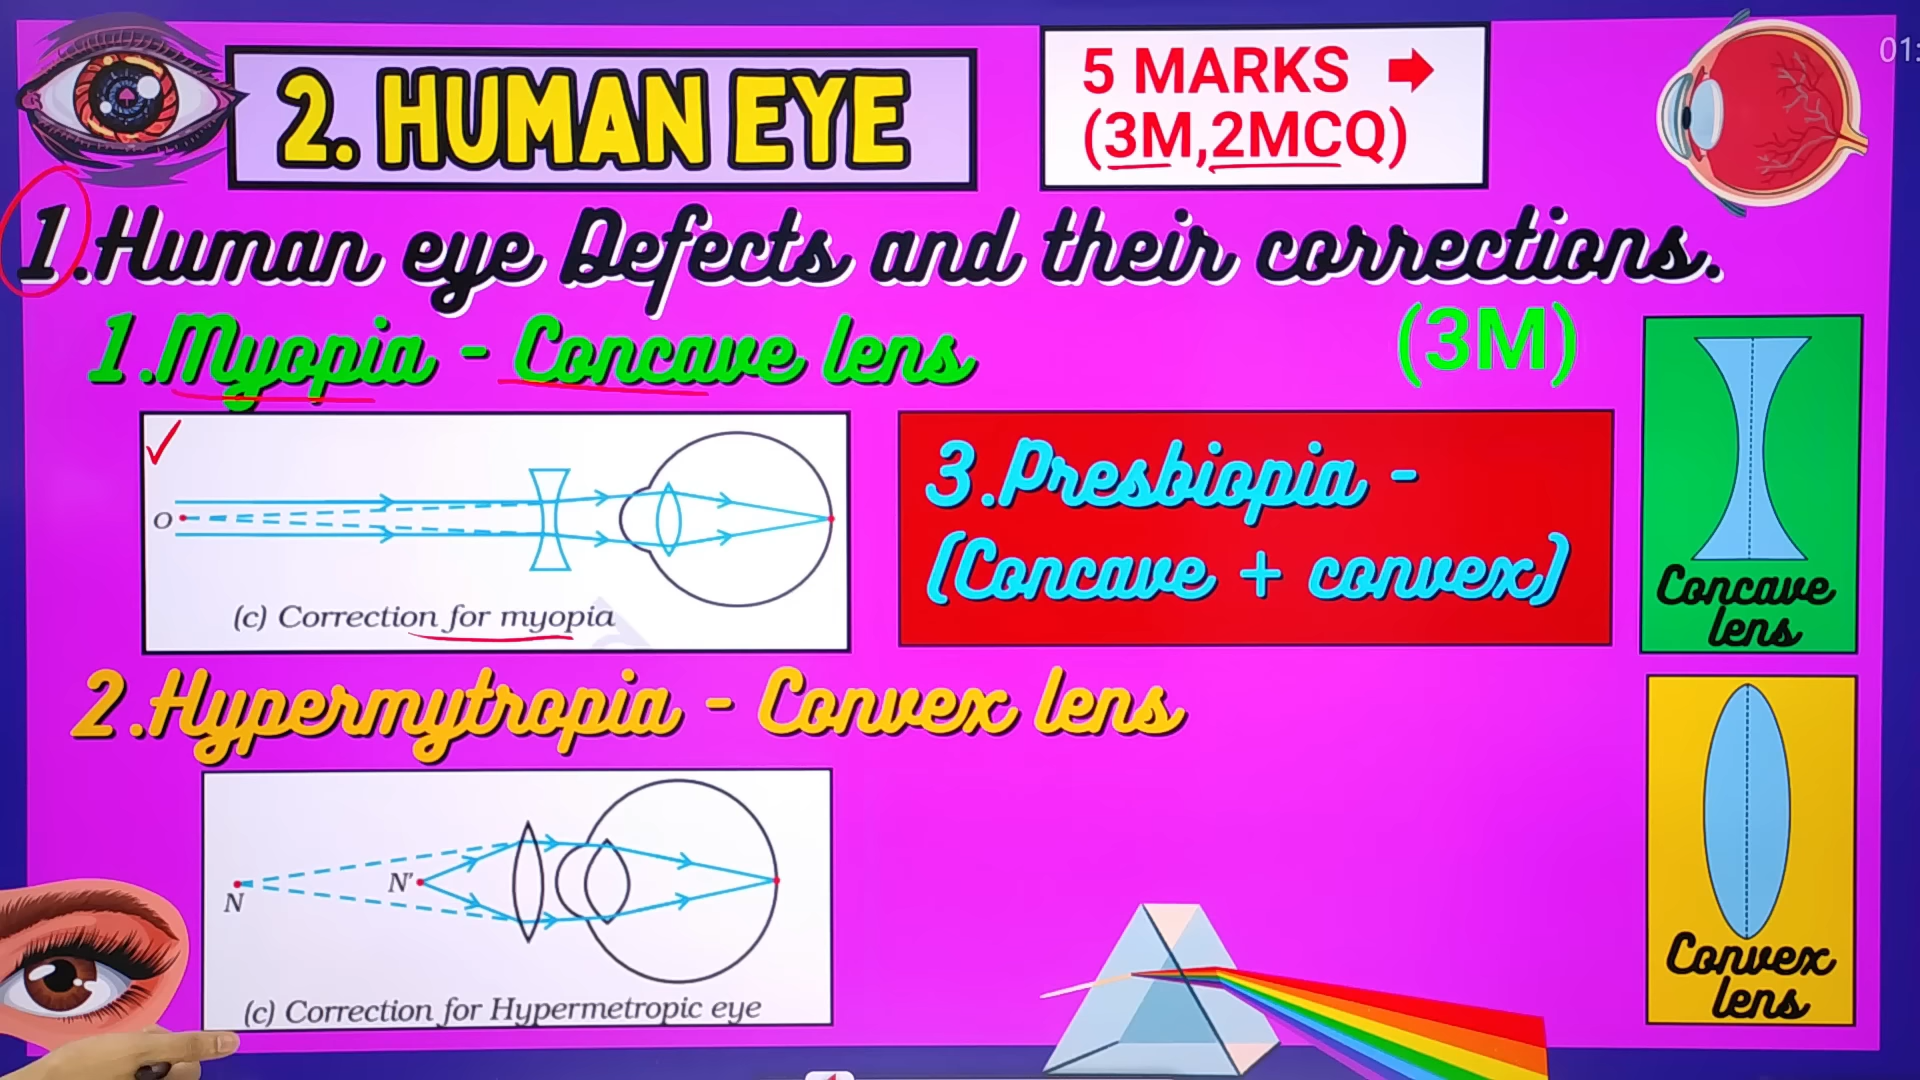 2. HUMAN EYE
5 MARKS
(3M,2MCQ)
01:
1.Human eye Defects and their corrections.
1.Myopia - Concave lens
(3M)
O
(c) Correction for myopia
3.Presbiopia -
(Concave + convex)
Concave
lens
2.Hypermytropia - Convex lens
N
N'
(c) Correction for Hypermetropic eye
Convex
lens